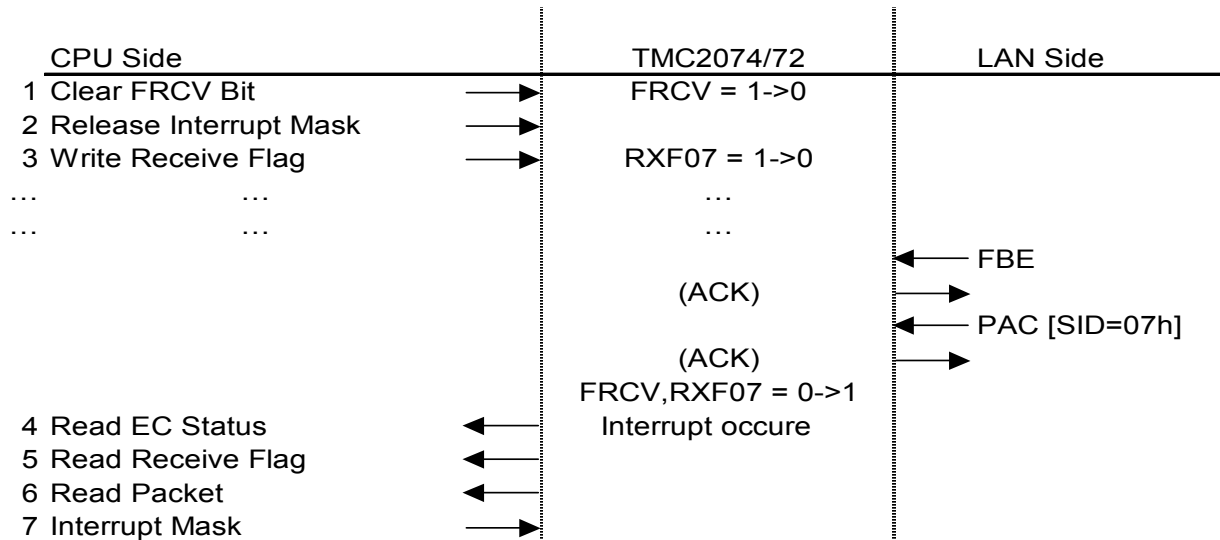 CPU Side TMC2074/72 LAN Side
1 Clear FRCV Bit FRCV = 1->0
2 Release Interrupt Mask
3 Write Receive Flag RXF07 = 1->0
... ... ...
... ... ...
FBE
(ACK)
PAC [SID=07h]
(ACK)
FRCV,RXF07 = 0->1
4 Read EC Status Interrupt occure
5 Read Receive Flag
6 Read Packet
7 Interrupt Mask